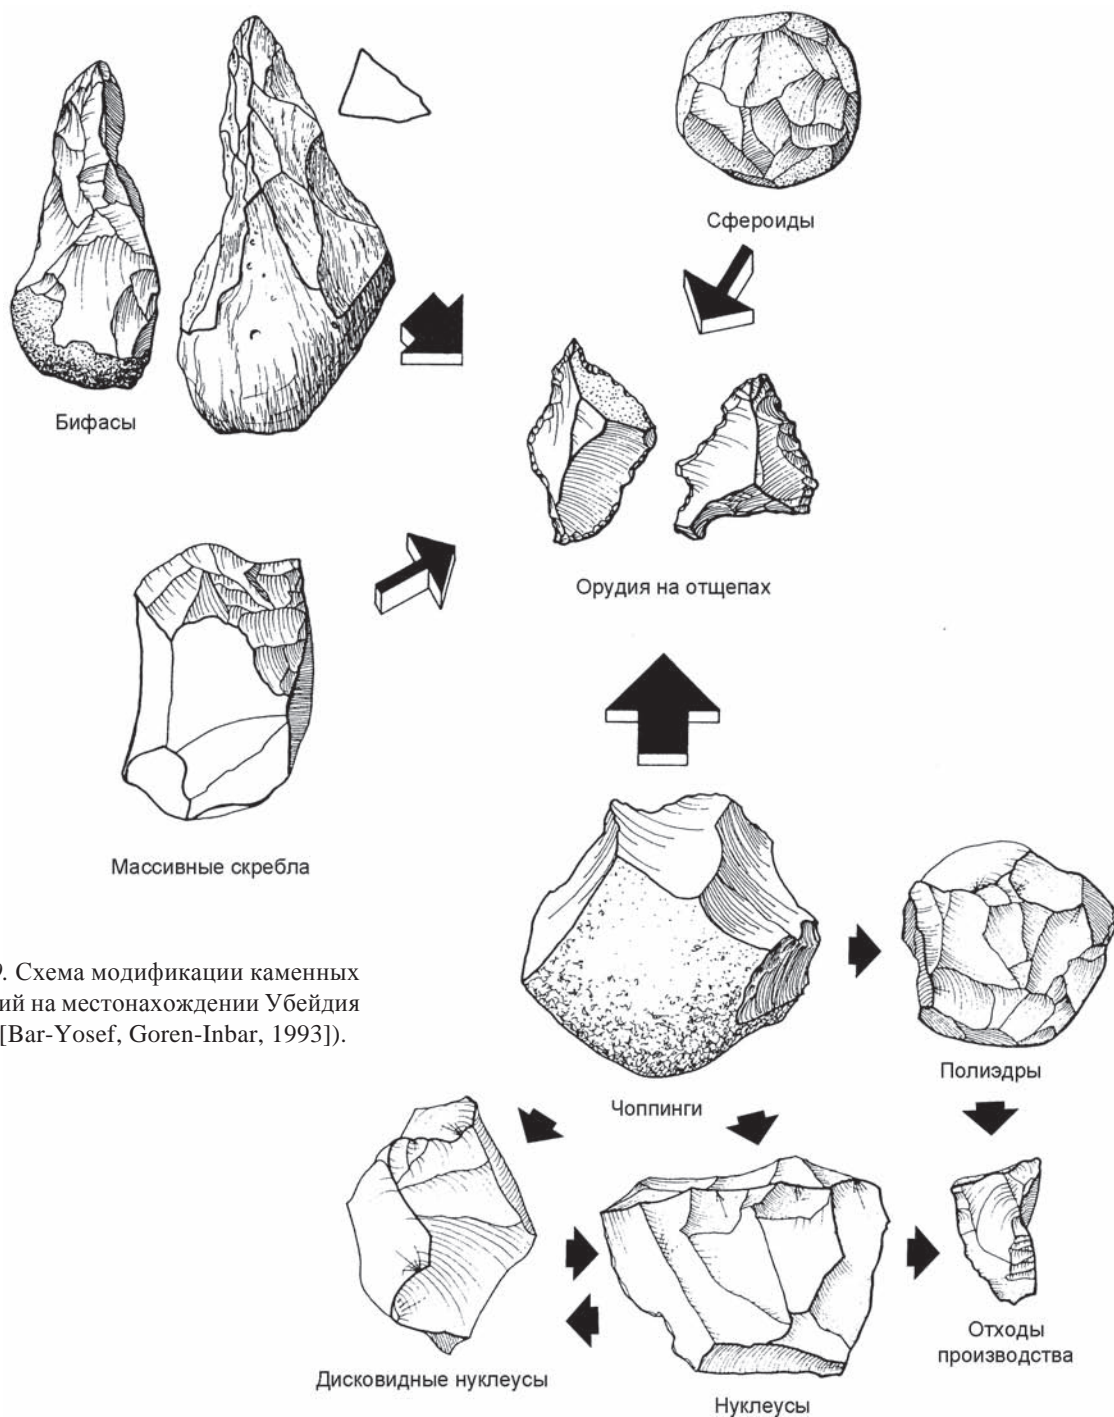 Сфероиды
Бифасы
Орудия на отщепах
Массивные скребла
9. Схема модификации каменных
ий на местонахождении Убейдия
[Bar-Yosef, Goren-Inbar, 1993]).
Чоппинги
Полиэдры
Дисковидные нуклеусы
Нуклеусы
Отходы
производства